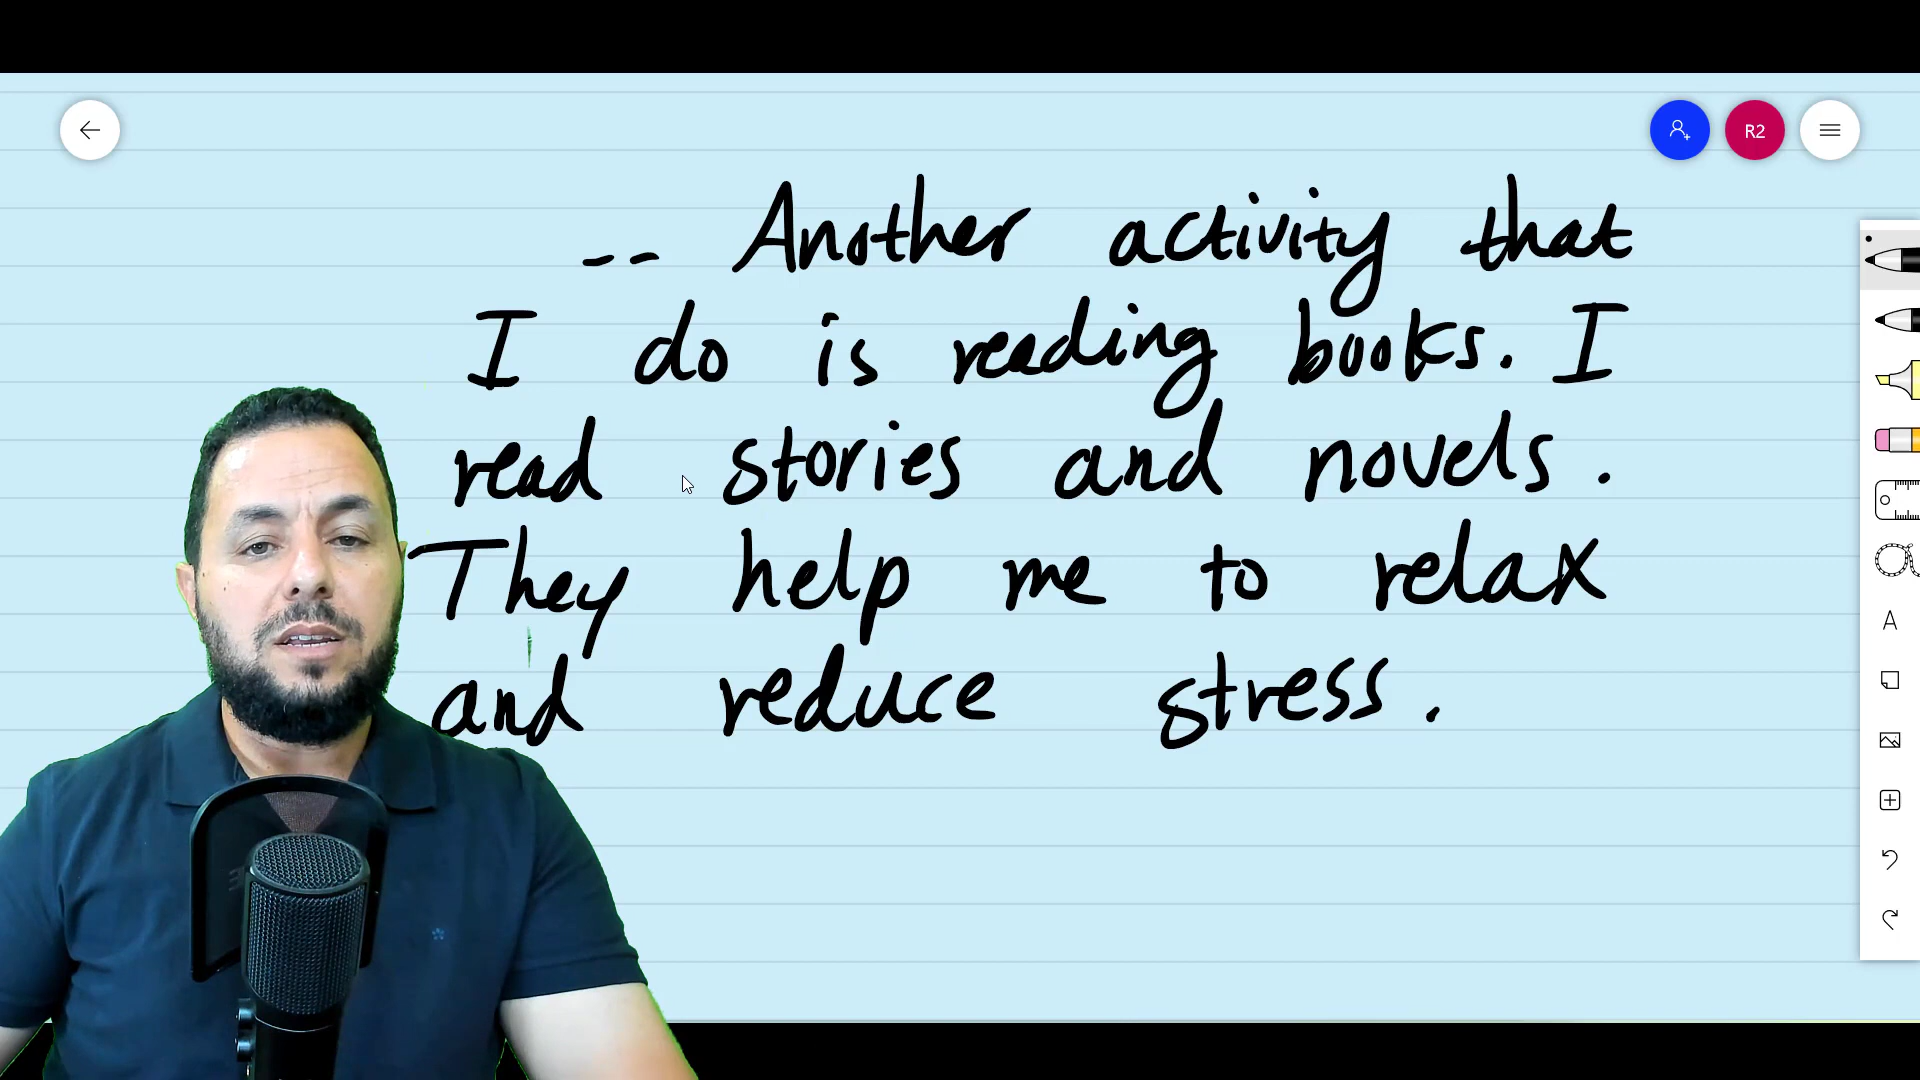 R2
-- Another activity that
I do is reading books. I
read stories and novels.
They help me to relax
and reduce stress.
A